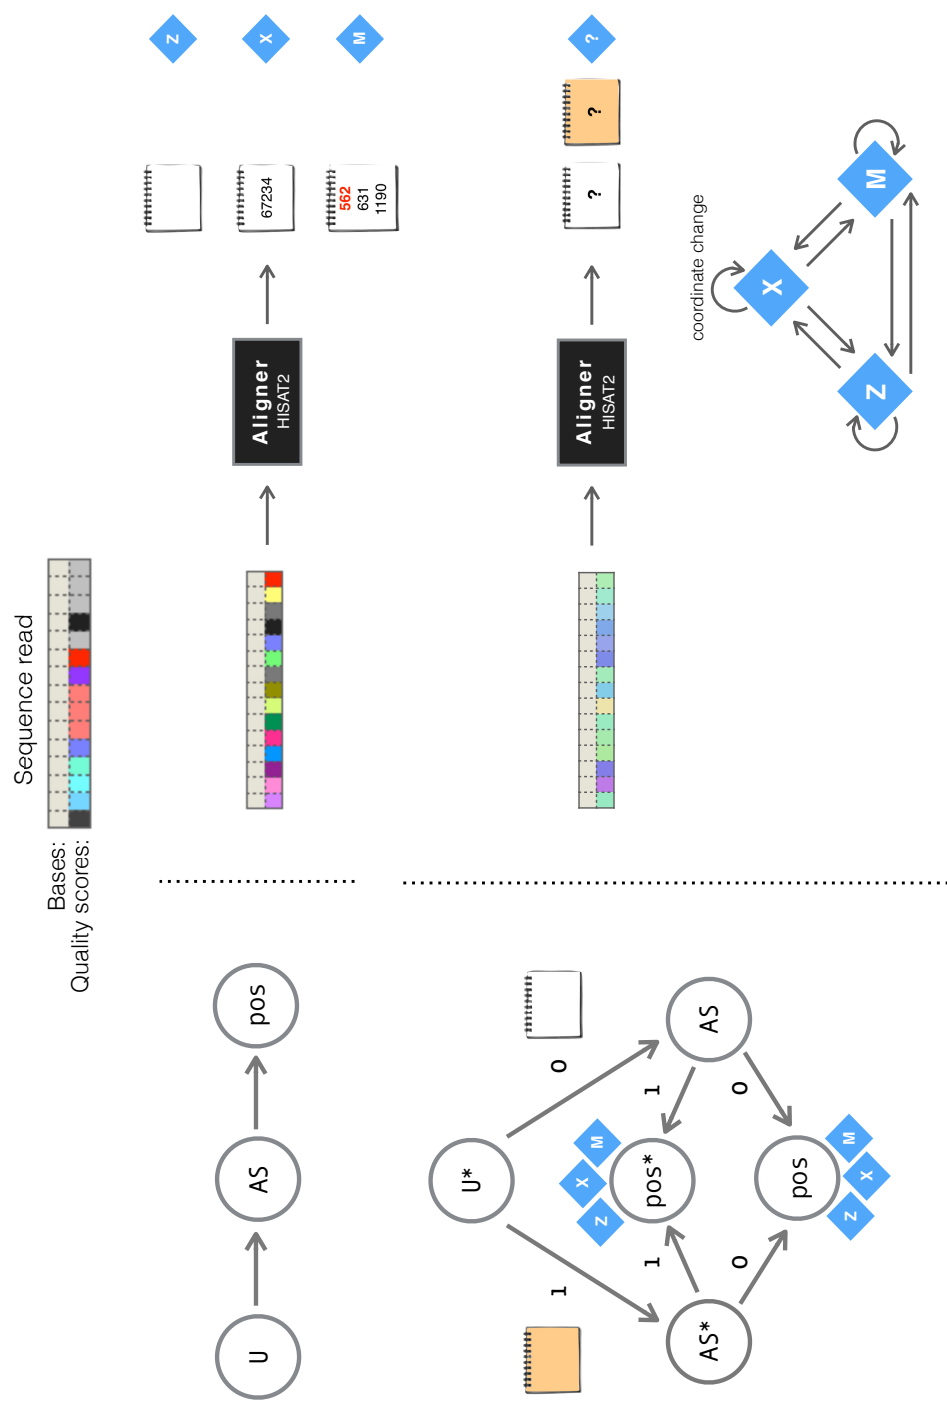 Sequence read
Bases:
Quality scores:
Z
U
AS
pos
Aligner
HISAT2
67234
X
562
631
1190
M
U*
1
0
Z
X
M
pos*
1
1
AS*
AS
0
0
pos
Z
X
M
Aligner
HISAT2
?
?
?
coordinate change
X
Z
M